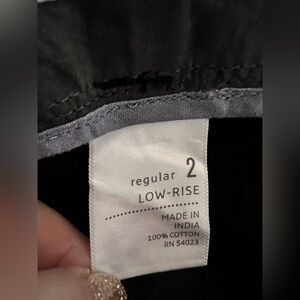 regular 2
LOW-RISE
MADE IN
INDIA
100% COTTON
RN 54023